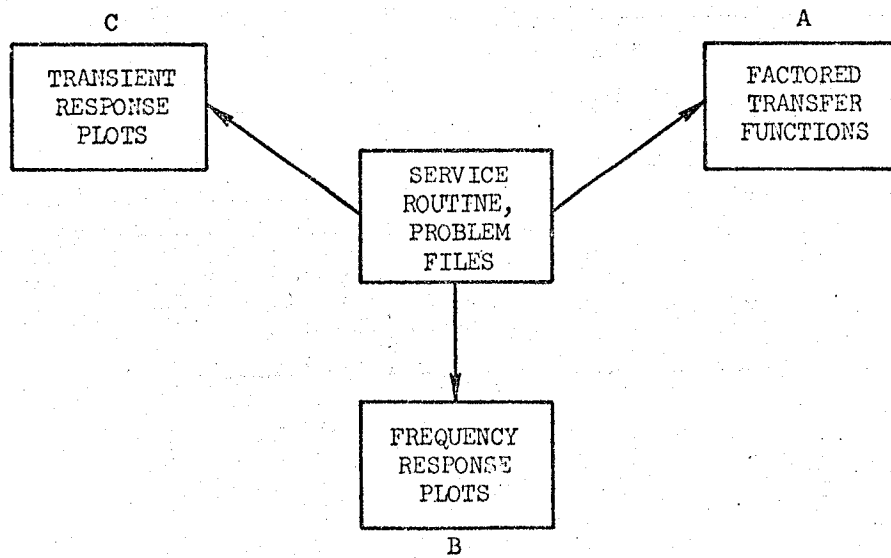 C
TRANSIENT
RESPONSE
PLOTS
A
FACTORED
TRANSFER
FUNCTIONS
SERVICE
ROUTINE,
PROBLEM
FILES
FREQUENCY
RESPONSE
PLOTS
B